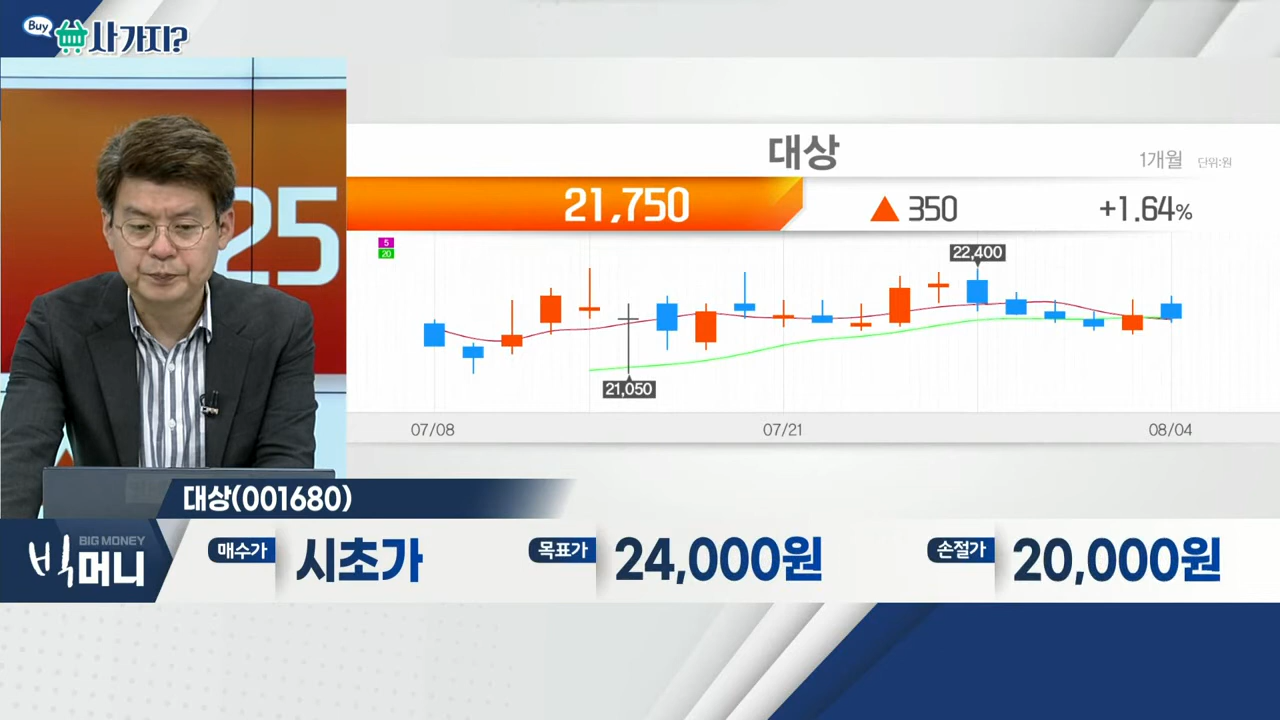 Buy
사가지?
25
대상
1개월 단위:원
21,750
▲ 350
+1.64%
5
20
22,400
21,050
07/08
07/21
08/04
대상(001680)
빅머니
BIG MONEY
매수가
시초가
목표가
24,000원
손절가
20,000원